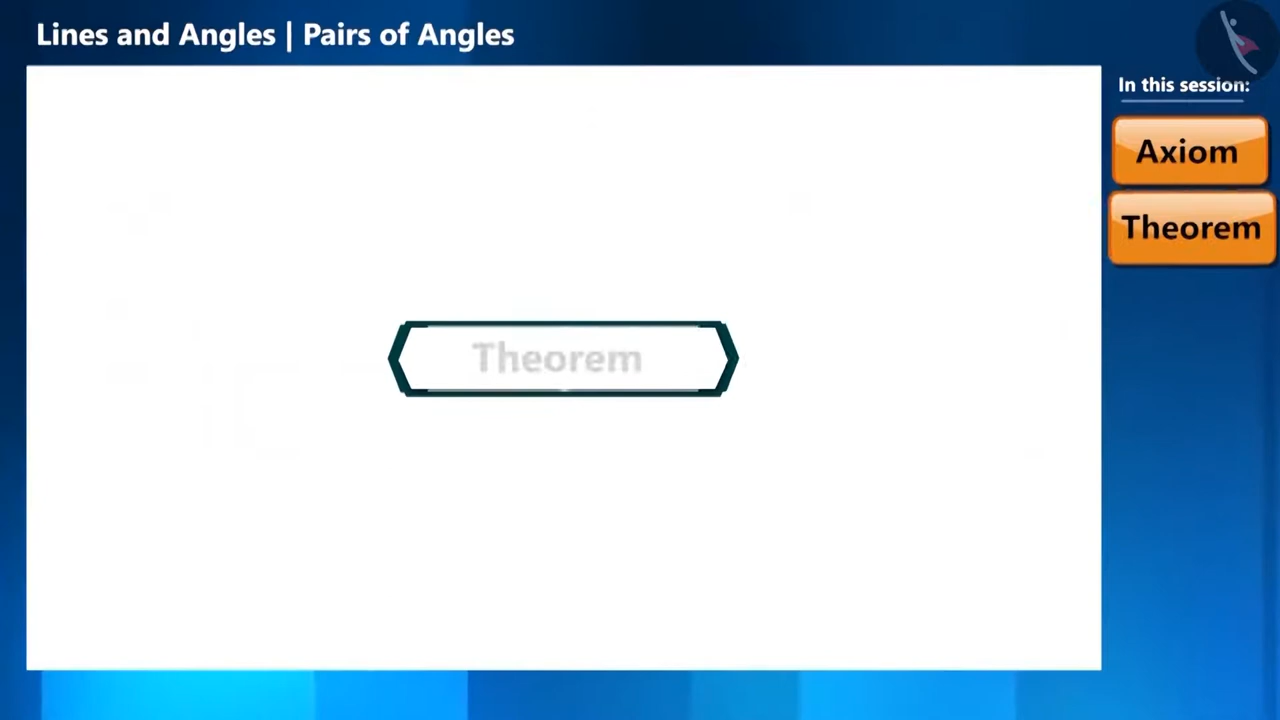 Lines and Angles | Pairs of Angles
In this session:
Axiom
Theorem
Theorem